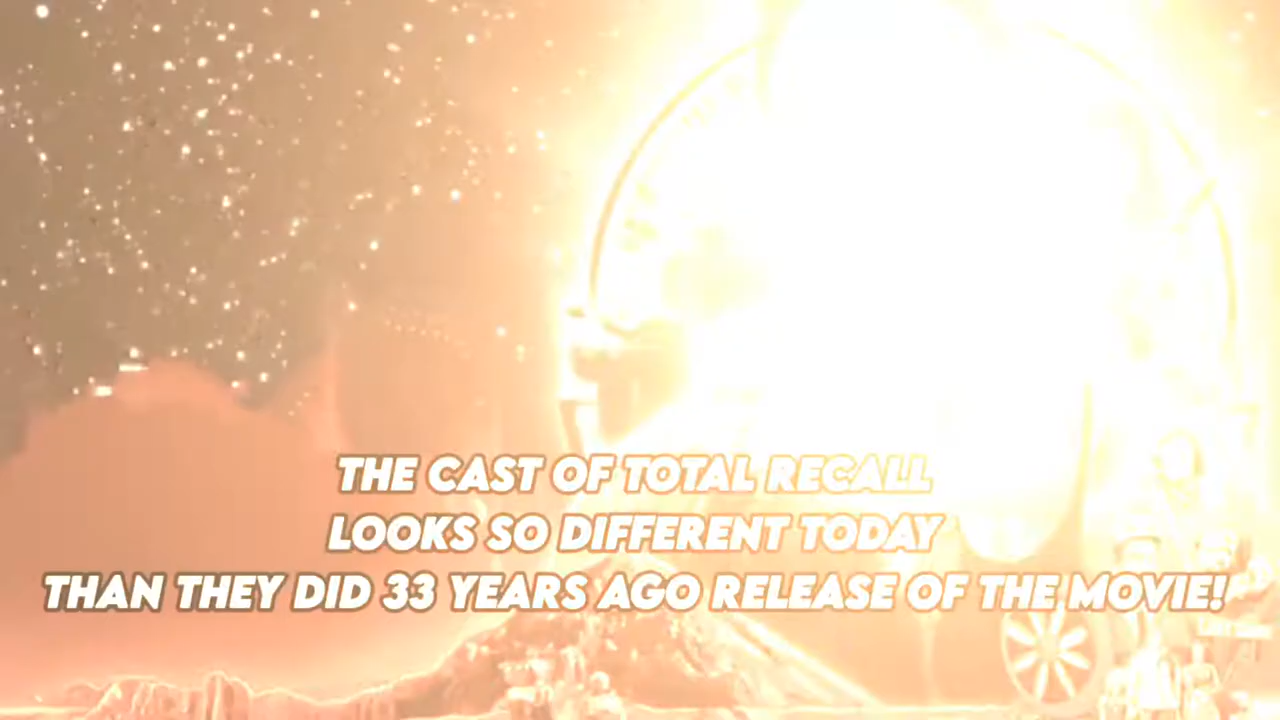 THE CAST OF TOTAL RECALL
LOOKS SO DIFFERENT TODAY
THAN THEY DID 33 YEARS AGO RELEASE OF THE MOVIE!